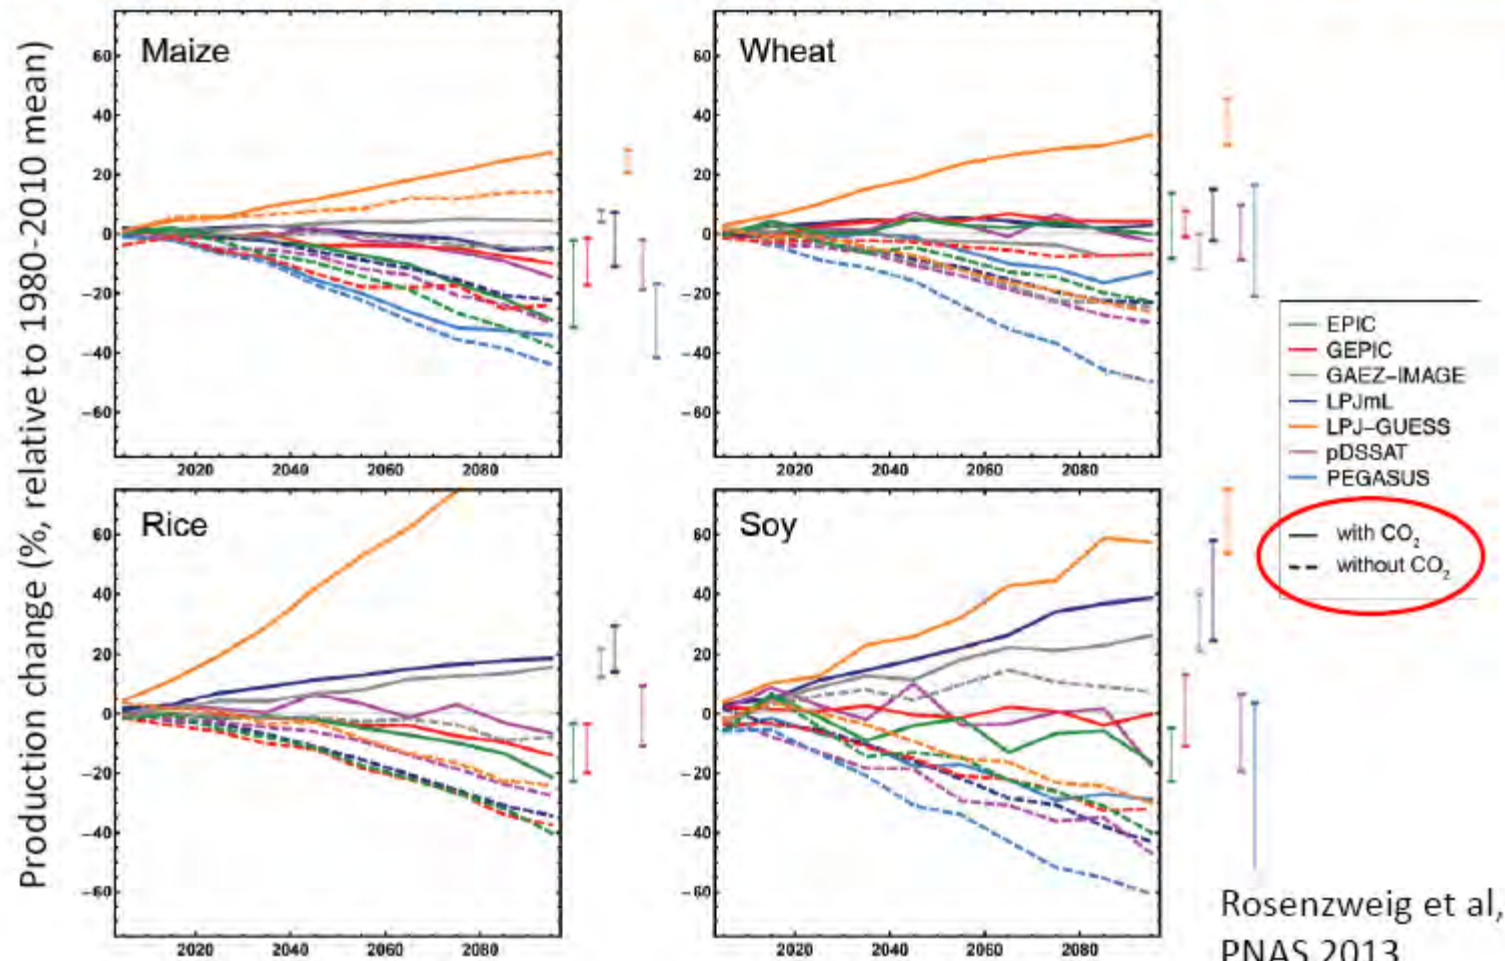 Production change (%, relative to 1980-2010 mean)
Maize
60
40
20
0
−20
−40
−60
2020 2040 2060 2080
Wheat
60
40
20
0
−20
−40
−60
2020 2040 2060 2080
Rice
60
40
20
0
−20
−40
−60
2020 2040 2060 2080
Soy
60
40
20
0
−20
−40
−60
2020 2040 2060 2080
EPIC
GEPIC
GAEZ−IMAGE
LPJmL
LPJ−GUESS
pDSSAT
PEGASUS
with CO₂
without CO₂
Rosenzweig et al,
PNAS 2013